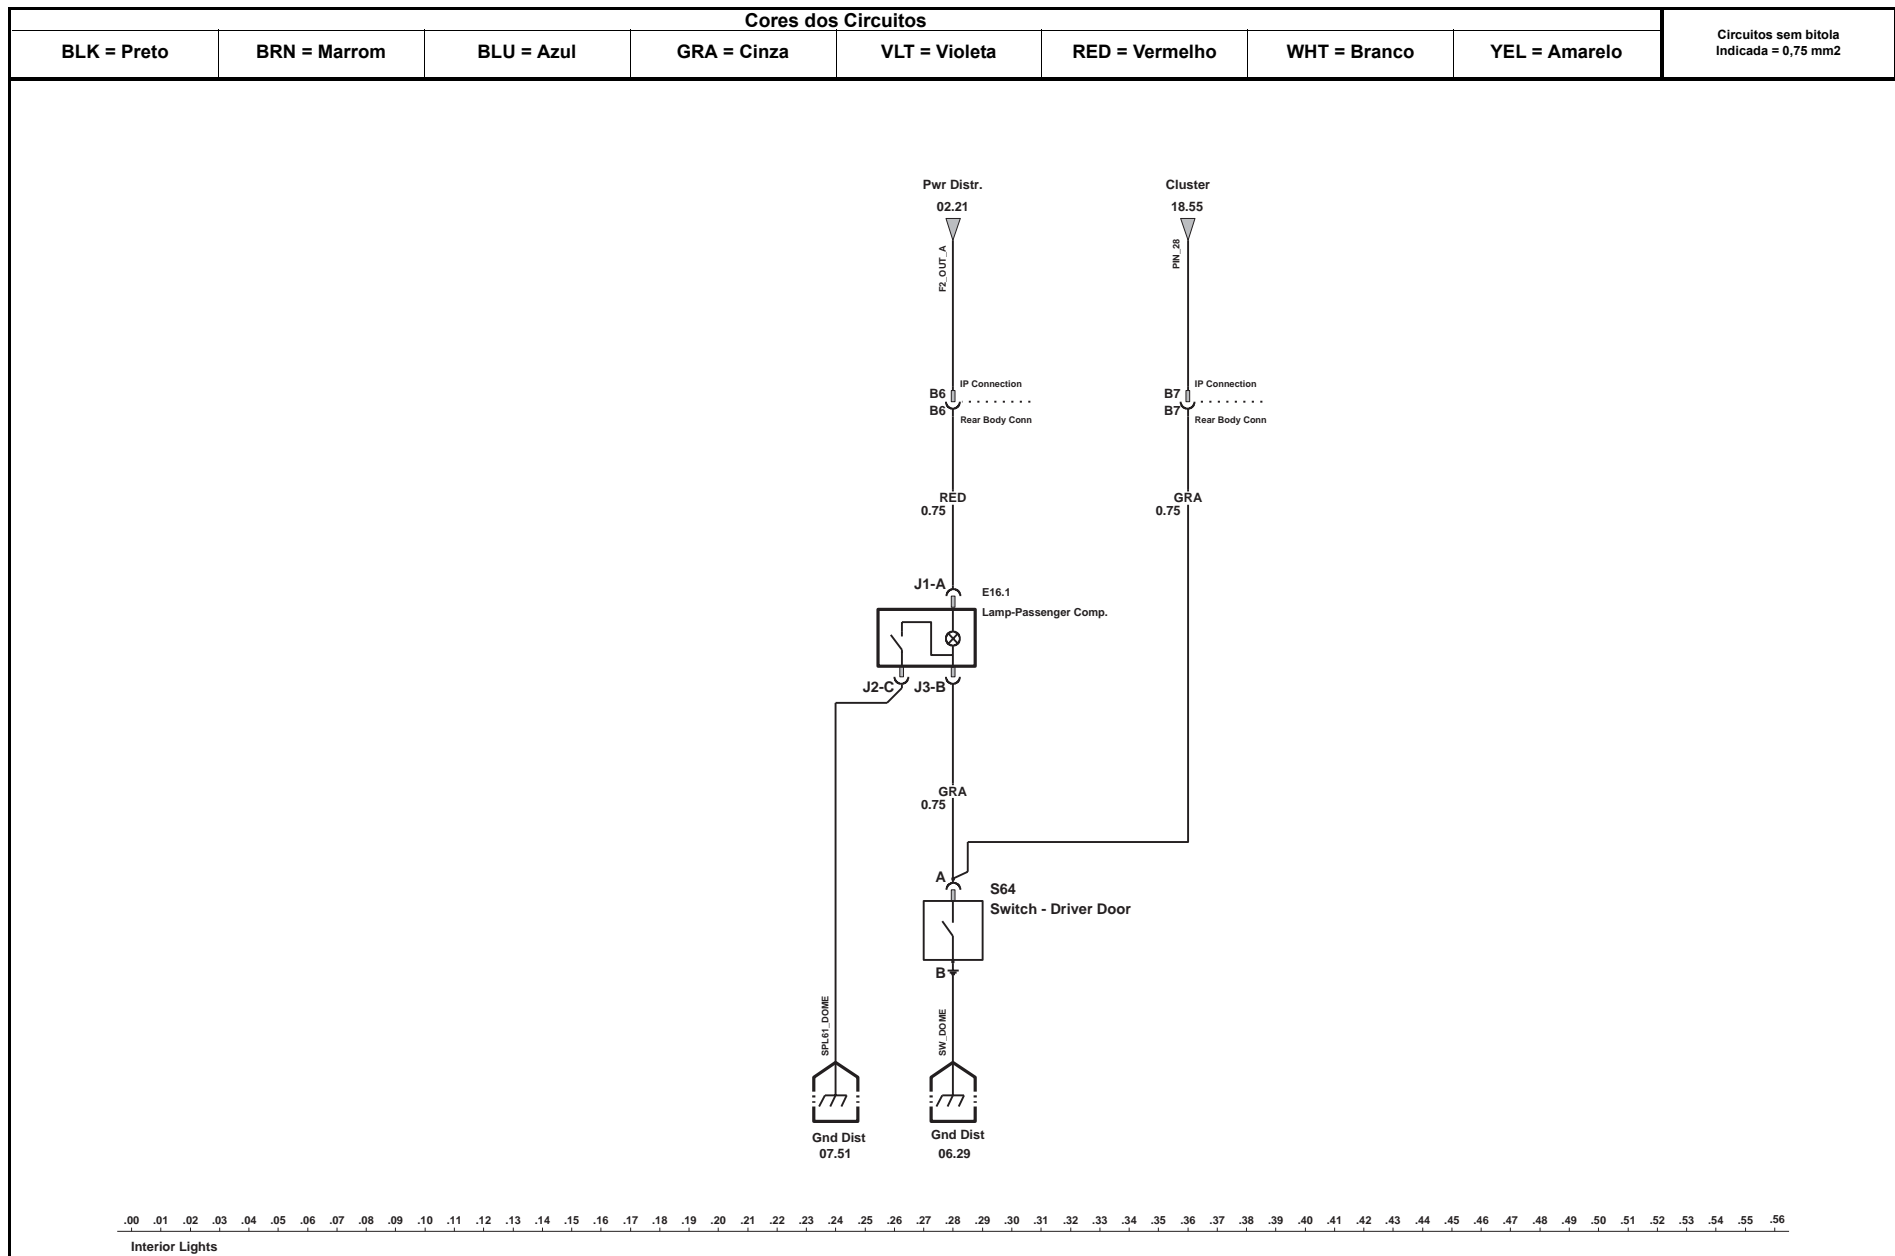 Cores dos Circuitos
BLK = Preto
BRN = Marrom
BLU = Azul
GRA = Cinza
VLT = Violeta
RED = Vermelho
WHT = Branco
YEL = Amarelo
Circuitos sem bitola
Indicada = 0,75 mm2
Pwr Distr.
02.21
Cluster
18.55
F2_OUT_A
PIN_28
B6
IP Connection
B6
Rear Body Conn
B7
IP Connection
B7
Rear Body Conn
RED
0.75
GRA
0.75
J1-A
E16.1
Lamp-Passenger Comp.
J2-C
J3-B
GRA
0.75
A
S64
Switch - Driver Door
B
SPL61_DOME
SW_DOME
Gnd Dist
07.51
Gnd Dist
06.29
.00 .01 .02 .03 .04 .05 .06 .07 .08 .09 .10 .11 .12 .13 .14 .15 .16 .17 .18 .19 .20 .21 .22 .23 .24 .25 .26 .27 .28 .29 .30 .31 .32 .33 .34 .35 .36 .37 .38 .39 .40 .41 .42 .43 .44 .45 .46 .47 .48 .49 .50 .51 .52 .53 .54 .55 .56
Interior Lights